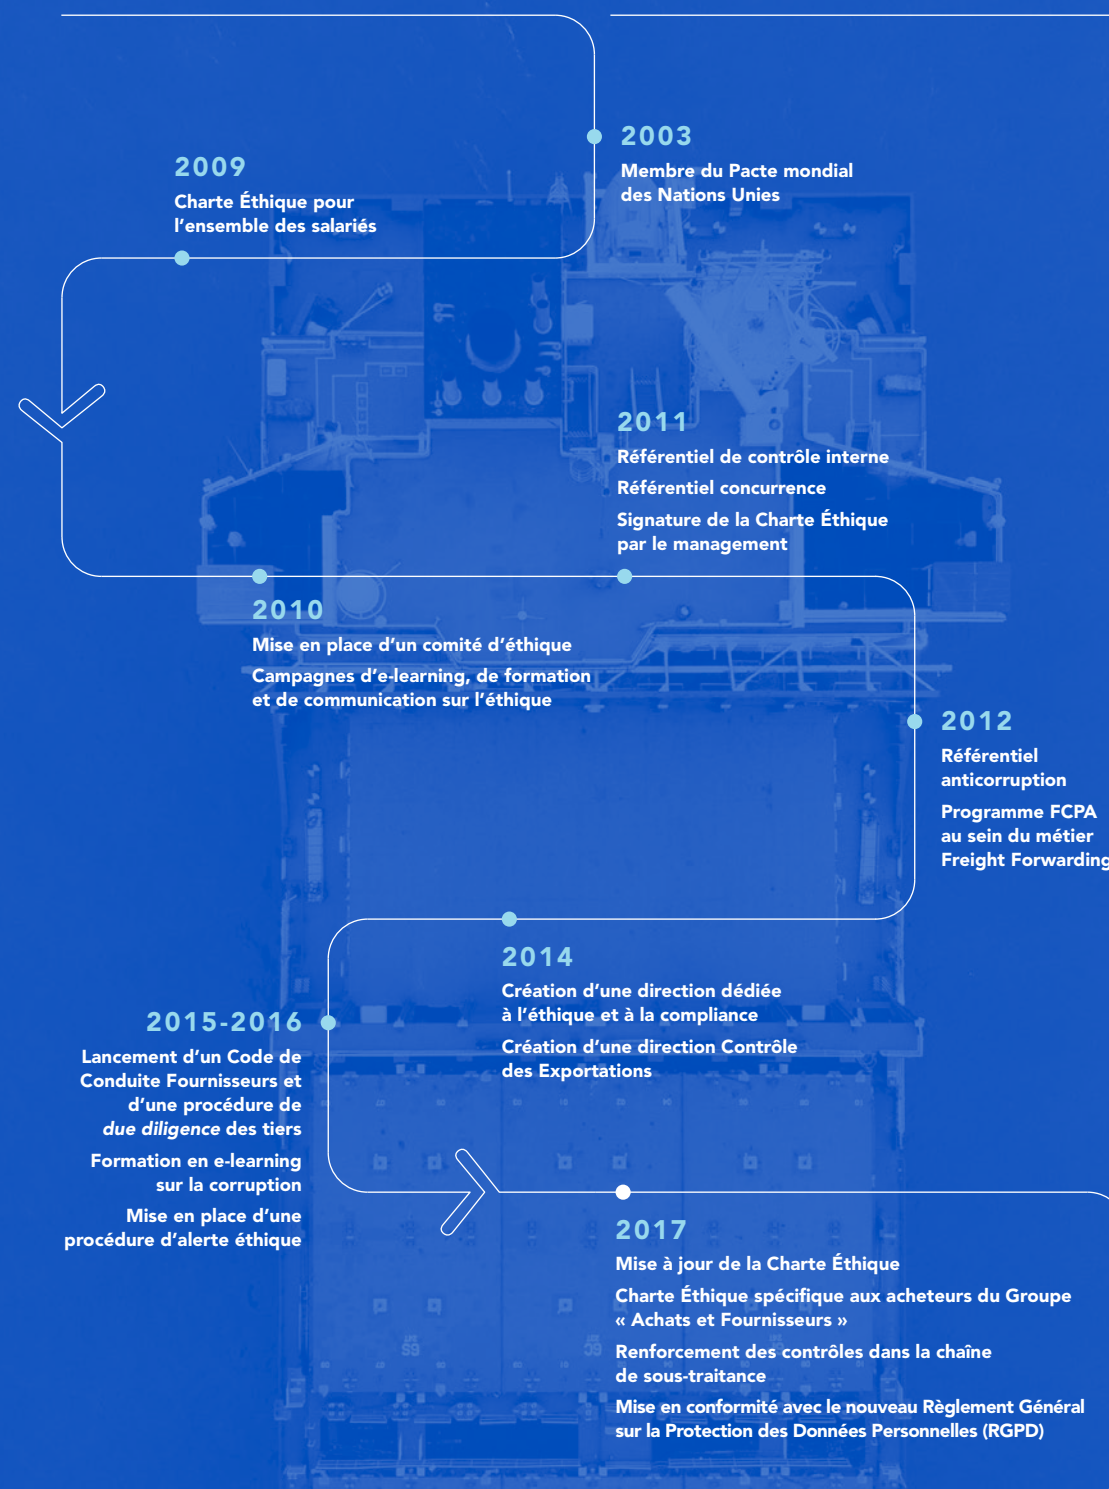 2003
Membre du Pacte mondial
des Nations Unies
2009
Charte Éthique pour
l’ensemble des salariés
2010
Mise en place d’un comité d’éthique
Campagnes d’e-learning, de formation
et de communication sur l’éthique
2011
Référentiel de contrôle interne
Référentiel concurrence
Signature de la Charte Éthique
par le management
2012
Référentiel
anticorruption
Programme FCPA
au sein du métier
Freight Forwarding
2014
Création d’une direction dédiée
à l’éthique et à la compliance
Création d’une direction Contrôle
des Exportations
2015-2016
Lancement d’un Code de
Conduite Fournisseurs et
d’une procédure de
due diligence des tiers
Formation en e-learning
sur la corruption
Mise en place d’une
procédure d’alerte éthique
2017
Mise à jour de la Charte Éthique
Charte Éthique spécifique aux acheteurs du Groupe
« Achats et Fournisseurs »
Renforcement des contrôles dans la chaîne
de sous-traitance
Mise en conformité avec le nouveau Règlement Général
sur la Protection des Données Personnelles (RGPD)